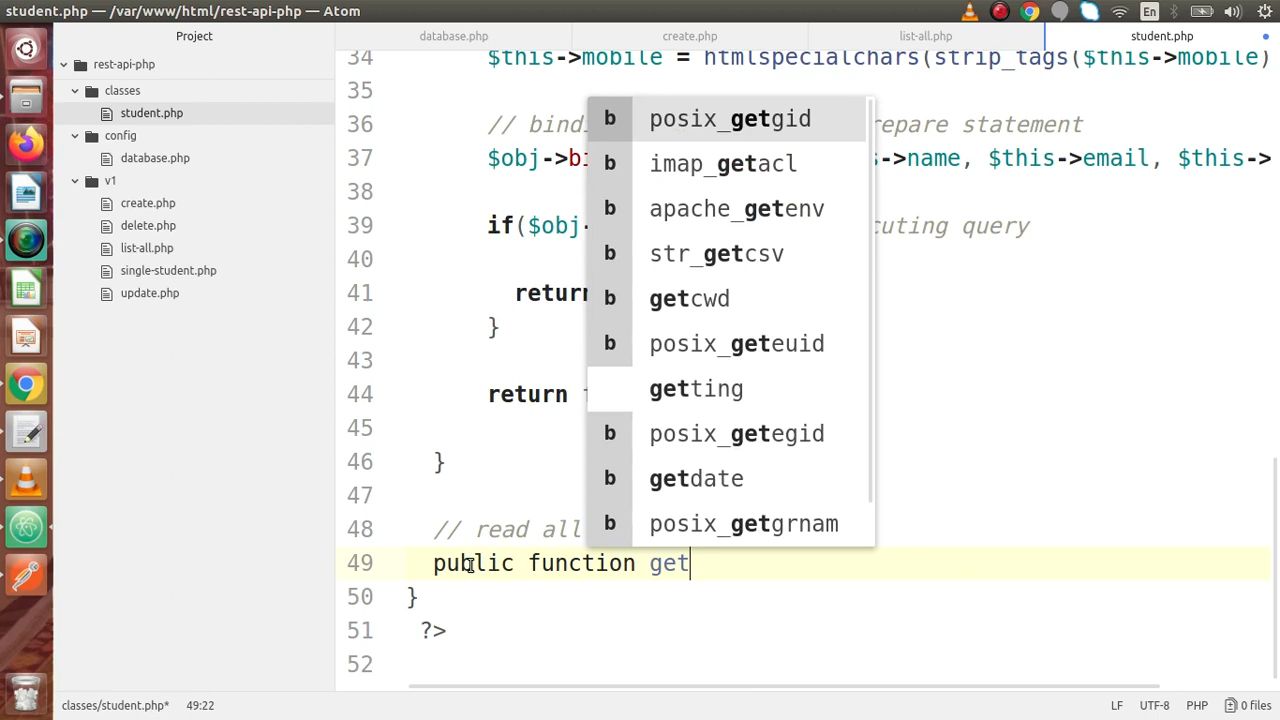 student.php — /var/www/html/rest-api-php — Atom
En
Project
database.php
create.php
list-all.php
student.php
rest-api-php
classes
student.php
config
database.php
v1
create.php
delete.php
list-all.php
single-student.php
update.php
34 $this->mobile = htmlspecialchars(strip_tags($this->mobile)
35
36 // bind repare statement
37 $obj->bi s->name, $this->email, $this->
38
39 if($obj- cuting query
40
41 return
42 }
43
44 return
45
46 }
47
48 // read all
49 public function get
50 }
51 ?>
52
b posix_getgid
b imap_getacl
b apache_getenv
b str_getcsv
b getcwd
b posix_geteuid
getting
b posix_getegid
b getdate
b posix_getgrnam
classes/student.php* 49:22 LF UTF-8 PHP 0 files